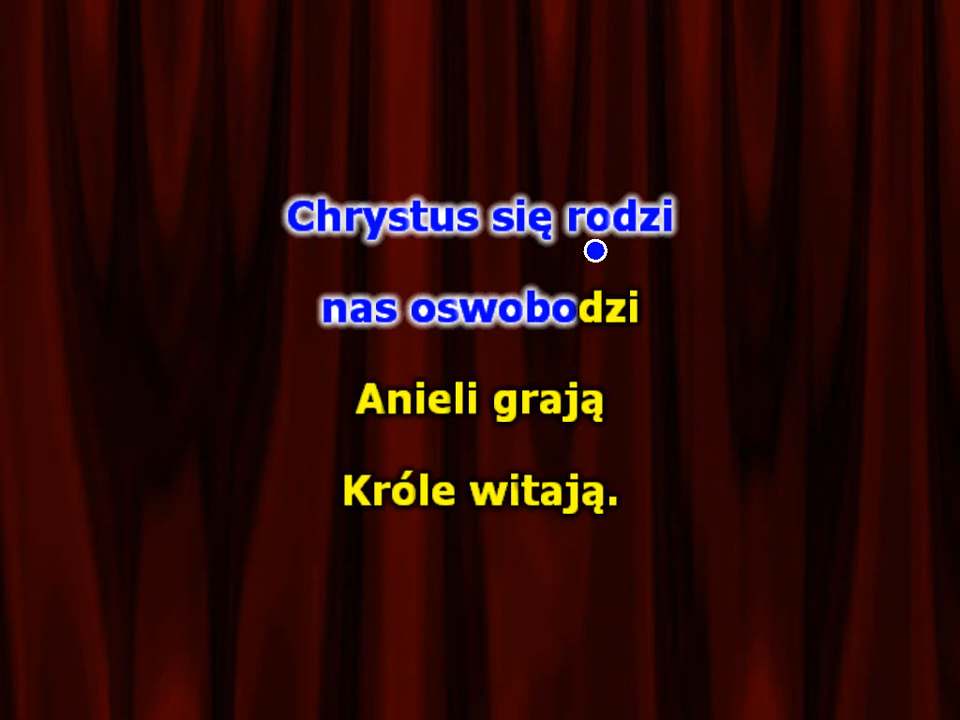 Chrystus się rodzi
nas oswobodzi
Anieli grają
Króle witają.